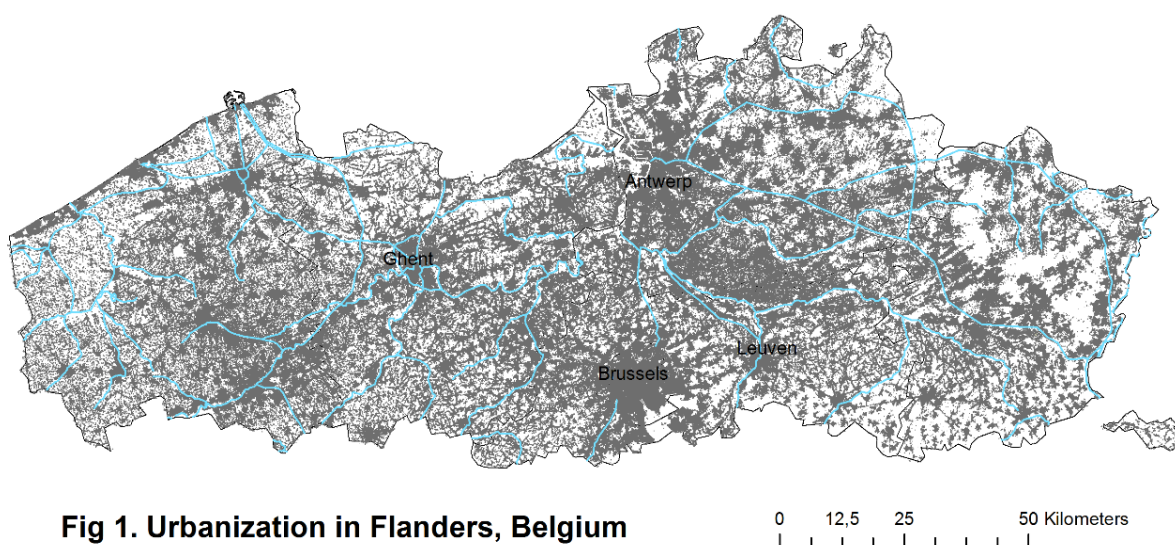 Antwerp
Ghent
Leuven
Brussels
Fig 1. Urbanization in Flanders, Belgium
0 12,5 25 50 Kilometers